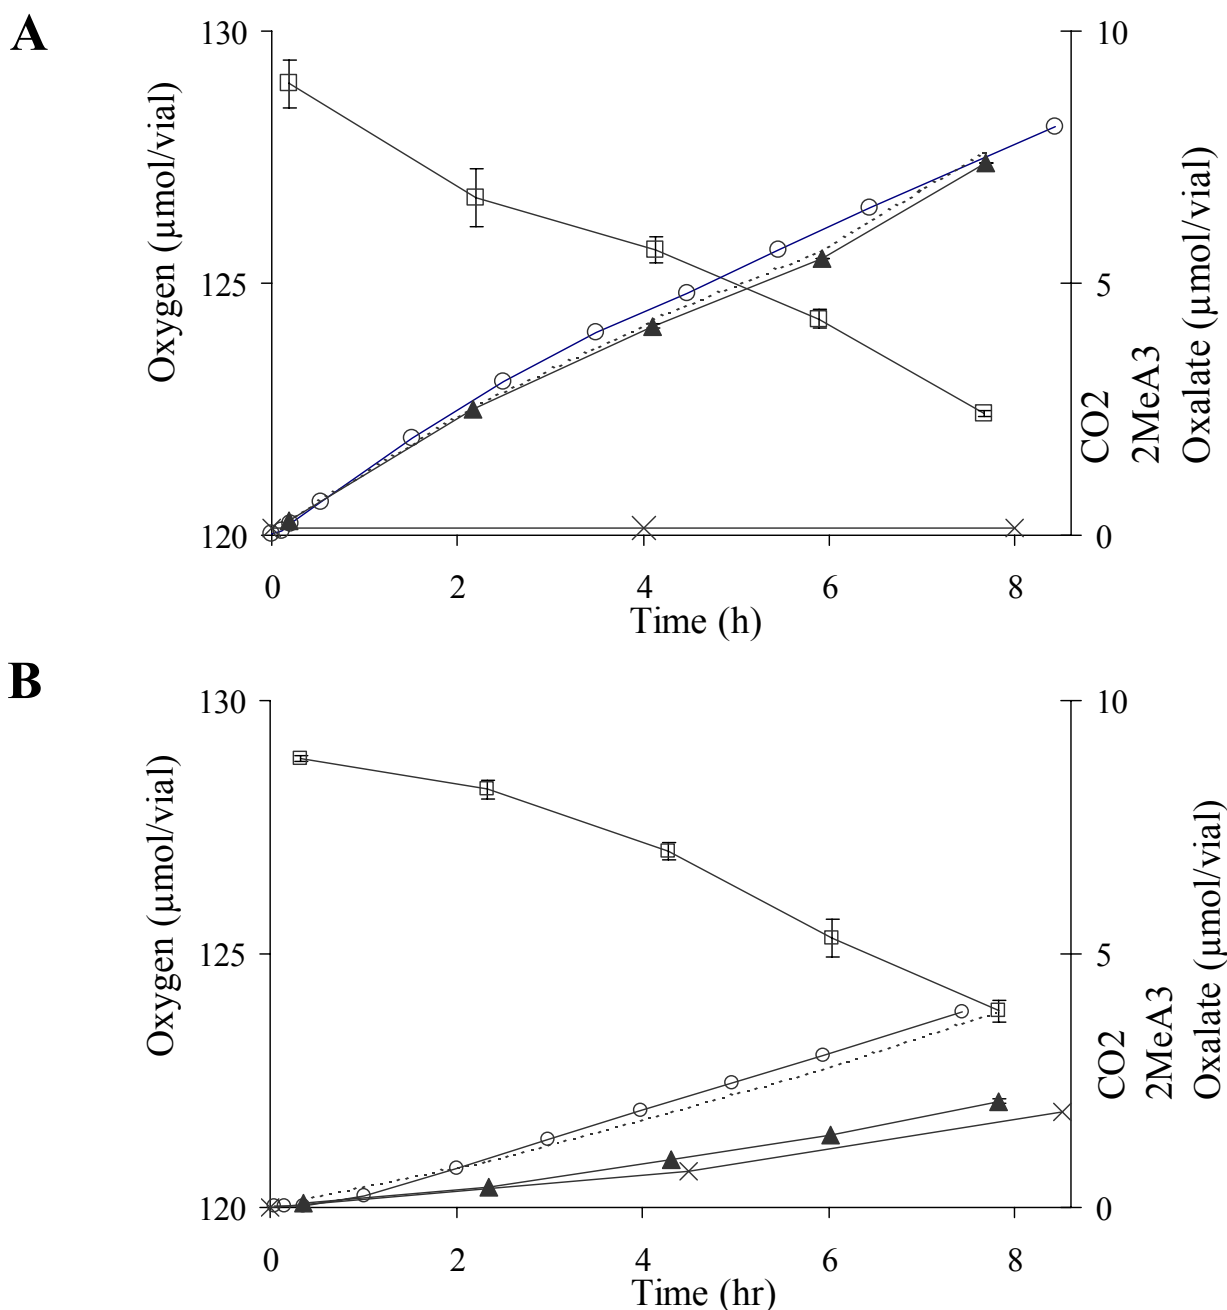 A
130
10
Oxygen (µmol/vial)
125
5
CO2
2MeA3
Oxalate (µmol/vial)
120
0
0 2 4 6 8
Time (h)
B
130
10
Oxygen (µmol/vial)
125
5
CO2
2MeA3
Oxalate (µmol/vial)
120
0
0 2 4 6 8
Time (hr)